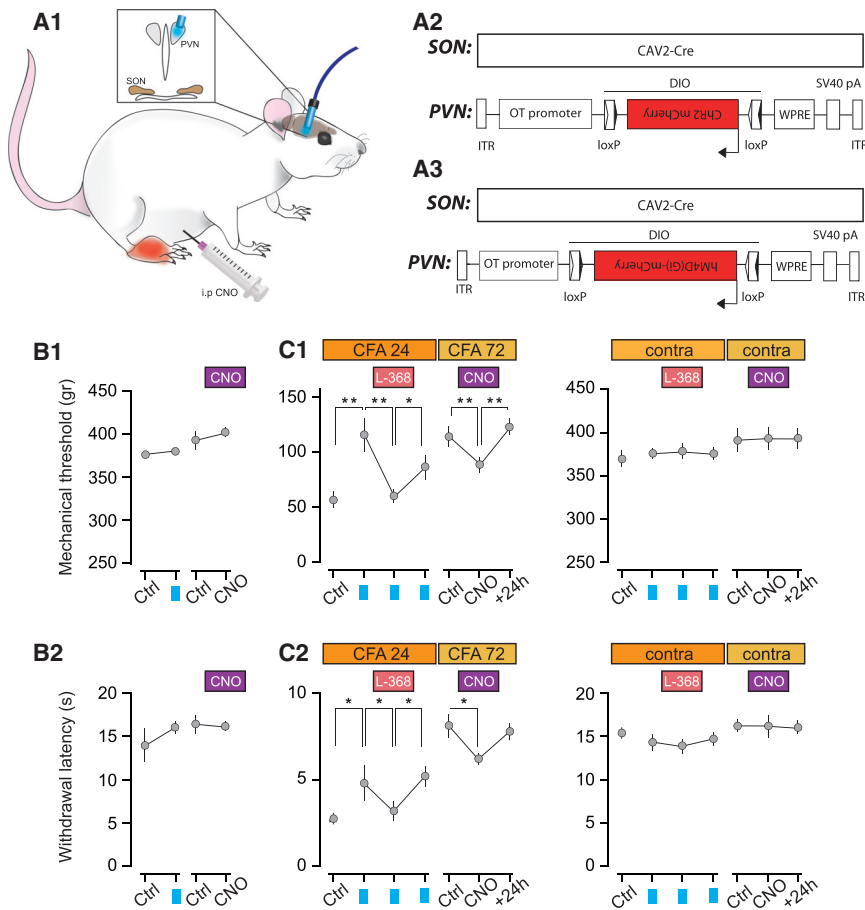 A1
PVN
SON
i.p CNO
A2
SON:
CAV2-Cre
DIO
SV40 pA
PVN:
OT promoter
ChR2 mCherry
WPRE
ITR
loxP
loxP
ITR
A3
SON:
CAV2-Cre
DIO
SV40 pA
PVN:
OT promoter
hM4D(Gi)-mCherry
WPRE
ITR
loxP
loxP
ITR
B1
CNO
Mechanical threshold (gr)
450
400
350
300
250
Ctrl
Ctrl
CNO
C1
CFA 24
CFA 72
L-368
CNO
** ** * ** **
150
100
50
0
Ctrl
Ctrl
CNO
+24h
contra
contra
L-368
CNO
450
400
350
300
250
Ctrl
Ctrl
CNO
+24h
B2
CNO
Withdrawal latency (s)
20
15
10
5
0
Ctrl
Ctrl
CNO
C2
CFA 24
CFA 72
L-368
CNO
* * * *
10
5
0
Ctrl
Ctrl
CNO
+24h
contra
contra
L-368
CNO
20
15
10
5
0
Ctrl
Ctrl
CNO
+24h